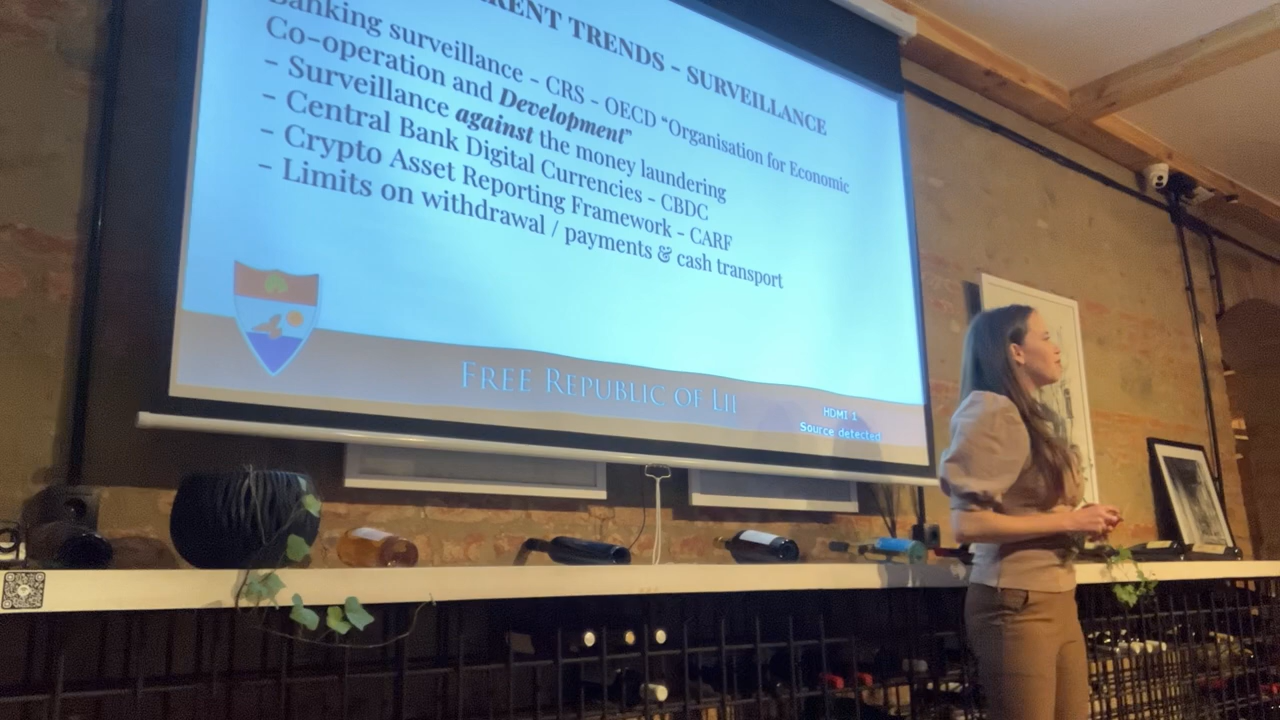 RENT TRENDS - SURVEILLANCE
Banking surveillance - CRS - OECD “Organisation for Economic
Co-operation and Development”
- Surveillance against the money laundering
- Central Bank Digital Currencies - CBDC
- Crypto Asset Reporting Framework - CARF
- Limits on withdrawal / payments & cash transport
FREE REPUBLIC OF LI
HDMI 1
Source detected